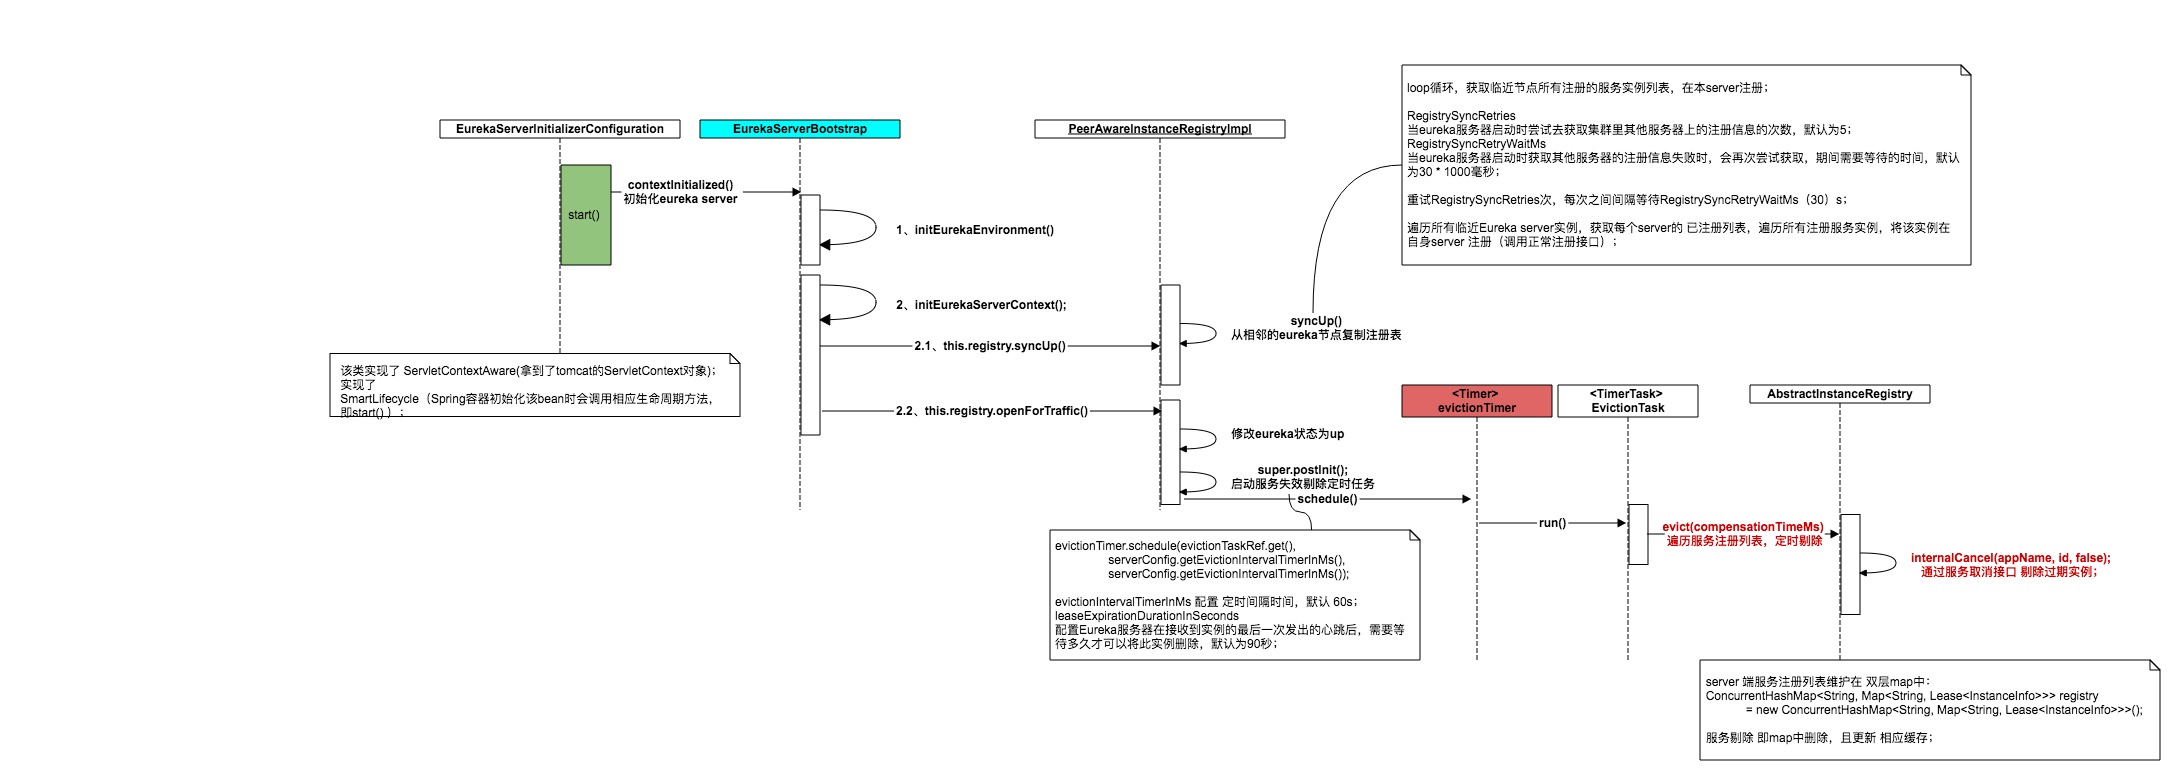 loop循环，获取临近节点所有注册的服务实例列表，在本server注册；
RegistrySyncRetries
当eureka服务器启动时尝试去获取集群里其他服务器上的注册信息的次数，默认为5；
RegistrySyncRetryWaitMs
当eureka服务器启动时获取其他服务器的注册信息失败时，会再次尝试获取，期间需要等待的时间，默认
为30 * 1000毫秒；
重试RegistrySyncRetries次，每次之间间隔等待RegistrySyncRetryWaitMs（30）s；
遍历所有临近Eureka server实例，获取每个server的 已注册列表，遍历所有注册服务实例，将该实例在
自身server 注册（调用正常注册接口）；
EurekaServerInitializerConfiguration
EurekaServerBootstrap
PeerAwareInstanceRegistryImpl
start()
contextInitialized()
初始化eureka server
1、initEurekaEnvironment()
2、initEurekaServerContext();
syncUp()
从相邻的eureka节点复制注册表
2.1、this.registry.syncUp()
该类实现了 ServletContextAware(拿到了tomcat的ServletContext对象)；
实现了
SmartLifecycle（Spring容器初始化该bean时会调用相应生命周期方法，
即start() ）；
2.2、this.registry.openForTraffic()
<Timer>
evictionTimer
<TimerTask>
EvictionTask
AbstractInstanceRegistry
修改eureka状态为up
super.postInit();
启动服务失效剔除定时任务
schedule()
run()
evict(compensationTimeMs)
遍历服务注册列表，定时剔除
internalCancel(appName, id, false);
通过服务取消接口 剔除过期实例；
evictionTimer.schedule(evictionTaskRef.get(),
serverConfig.getEvictionIntervalTimerInMs(),
serverConfig.getEvictionIntervalTimerInMs());
evictionIntervalTimerInMs 配置 定时间隔时间，默认 60s；
leaseExpirationDurationInSeconds
配置Eureka服务器在接收到实例的最后一次发出的心跳后，需要等
待多久才可以将此实例删除，默认为90秒；
server 端服务注册列表维护在 双层map中：
ConcurrentHashMap<String, Map<String, Lease<InstanceInfo>>> registry
= new ConcurrentHashMap<String, Map<String, Lease<InstanceInfo>>>();
服务剔除 即map中删除，且更新 相应缓存；